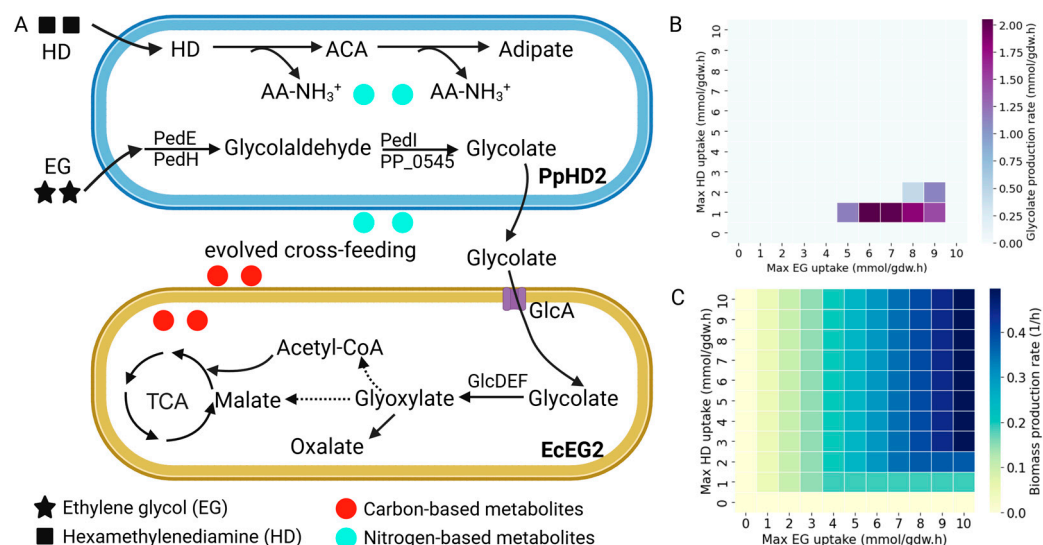 A
HD
HD
ACA
Adipate
AA-NH₃⁺
AA-NH₃⁺
EG
PedE
PedH
Glycolaldehyde
PedI
PP_0545
Glycolate
PpHD2
evolved cross-feeding
Glycolate
GlcA
Acetyl-CoA
TCA
Malate
Glyoxylate
GlcDEF
Glycolate
Oxalate
EcEG2
Ethylene glycol (EG)
Carbon-based metabolites
Hexamethylenediamine (HD)
Nitrogen-based metabolites
B
Max HD uptake (mmol/gdw.h)
10
9
8
7
6
5
4
3
2
1
0
0 1 2 3 4 5 6 7 8 9 10
Max EG uptake (mmol/gdw.h)
2.00
1.75
1.50
1.25
1.00
0.75
0.50
0.25
0.00
Glycolate production rate (mmol/gdw.h)
C
Max HD uptake (mmol/gdw.h)
10
9
8
7
6
5
4
3
2
1
0
0 1 2 3 4 5 6 7 8 9 10
Max EG uptake (mmol/gdw.h)
0.4
0.3
0.2
0.1
0.0
Biomass production rate (1/h)